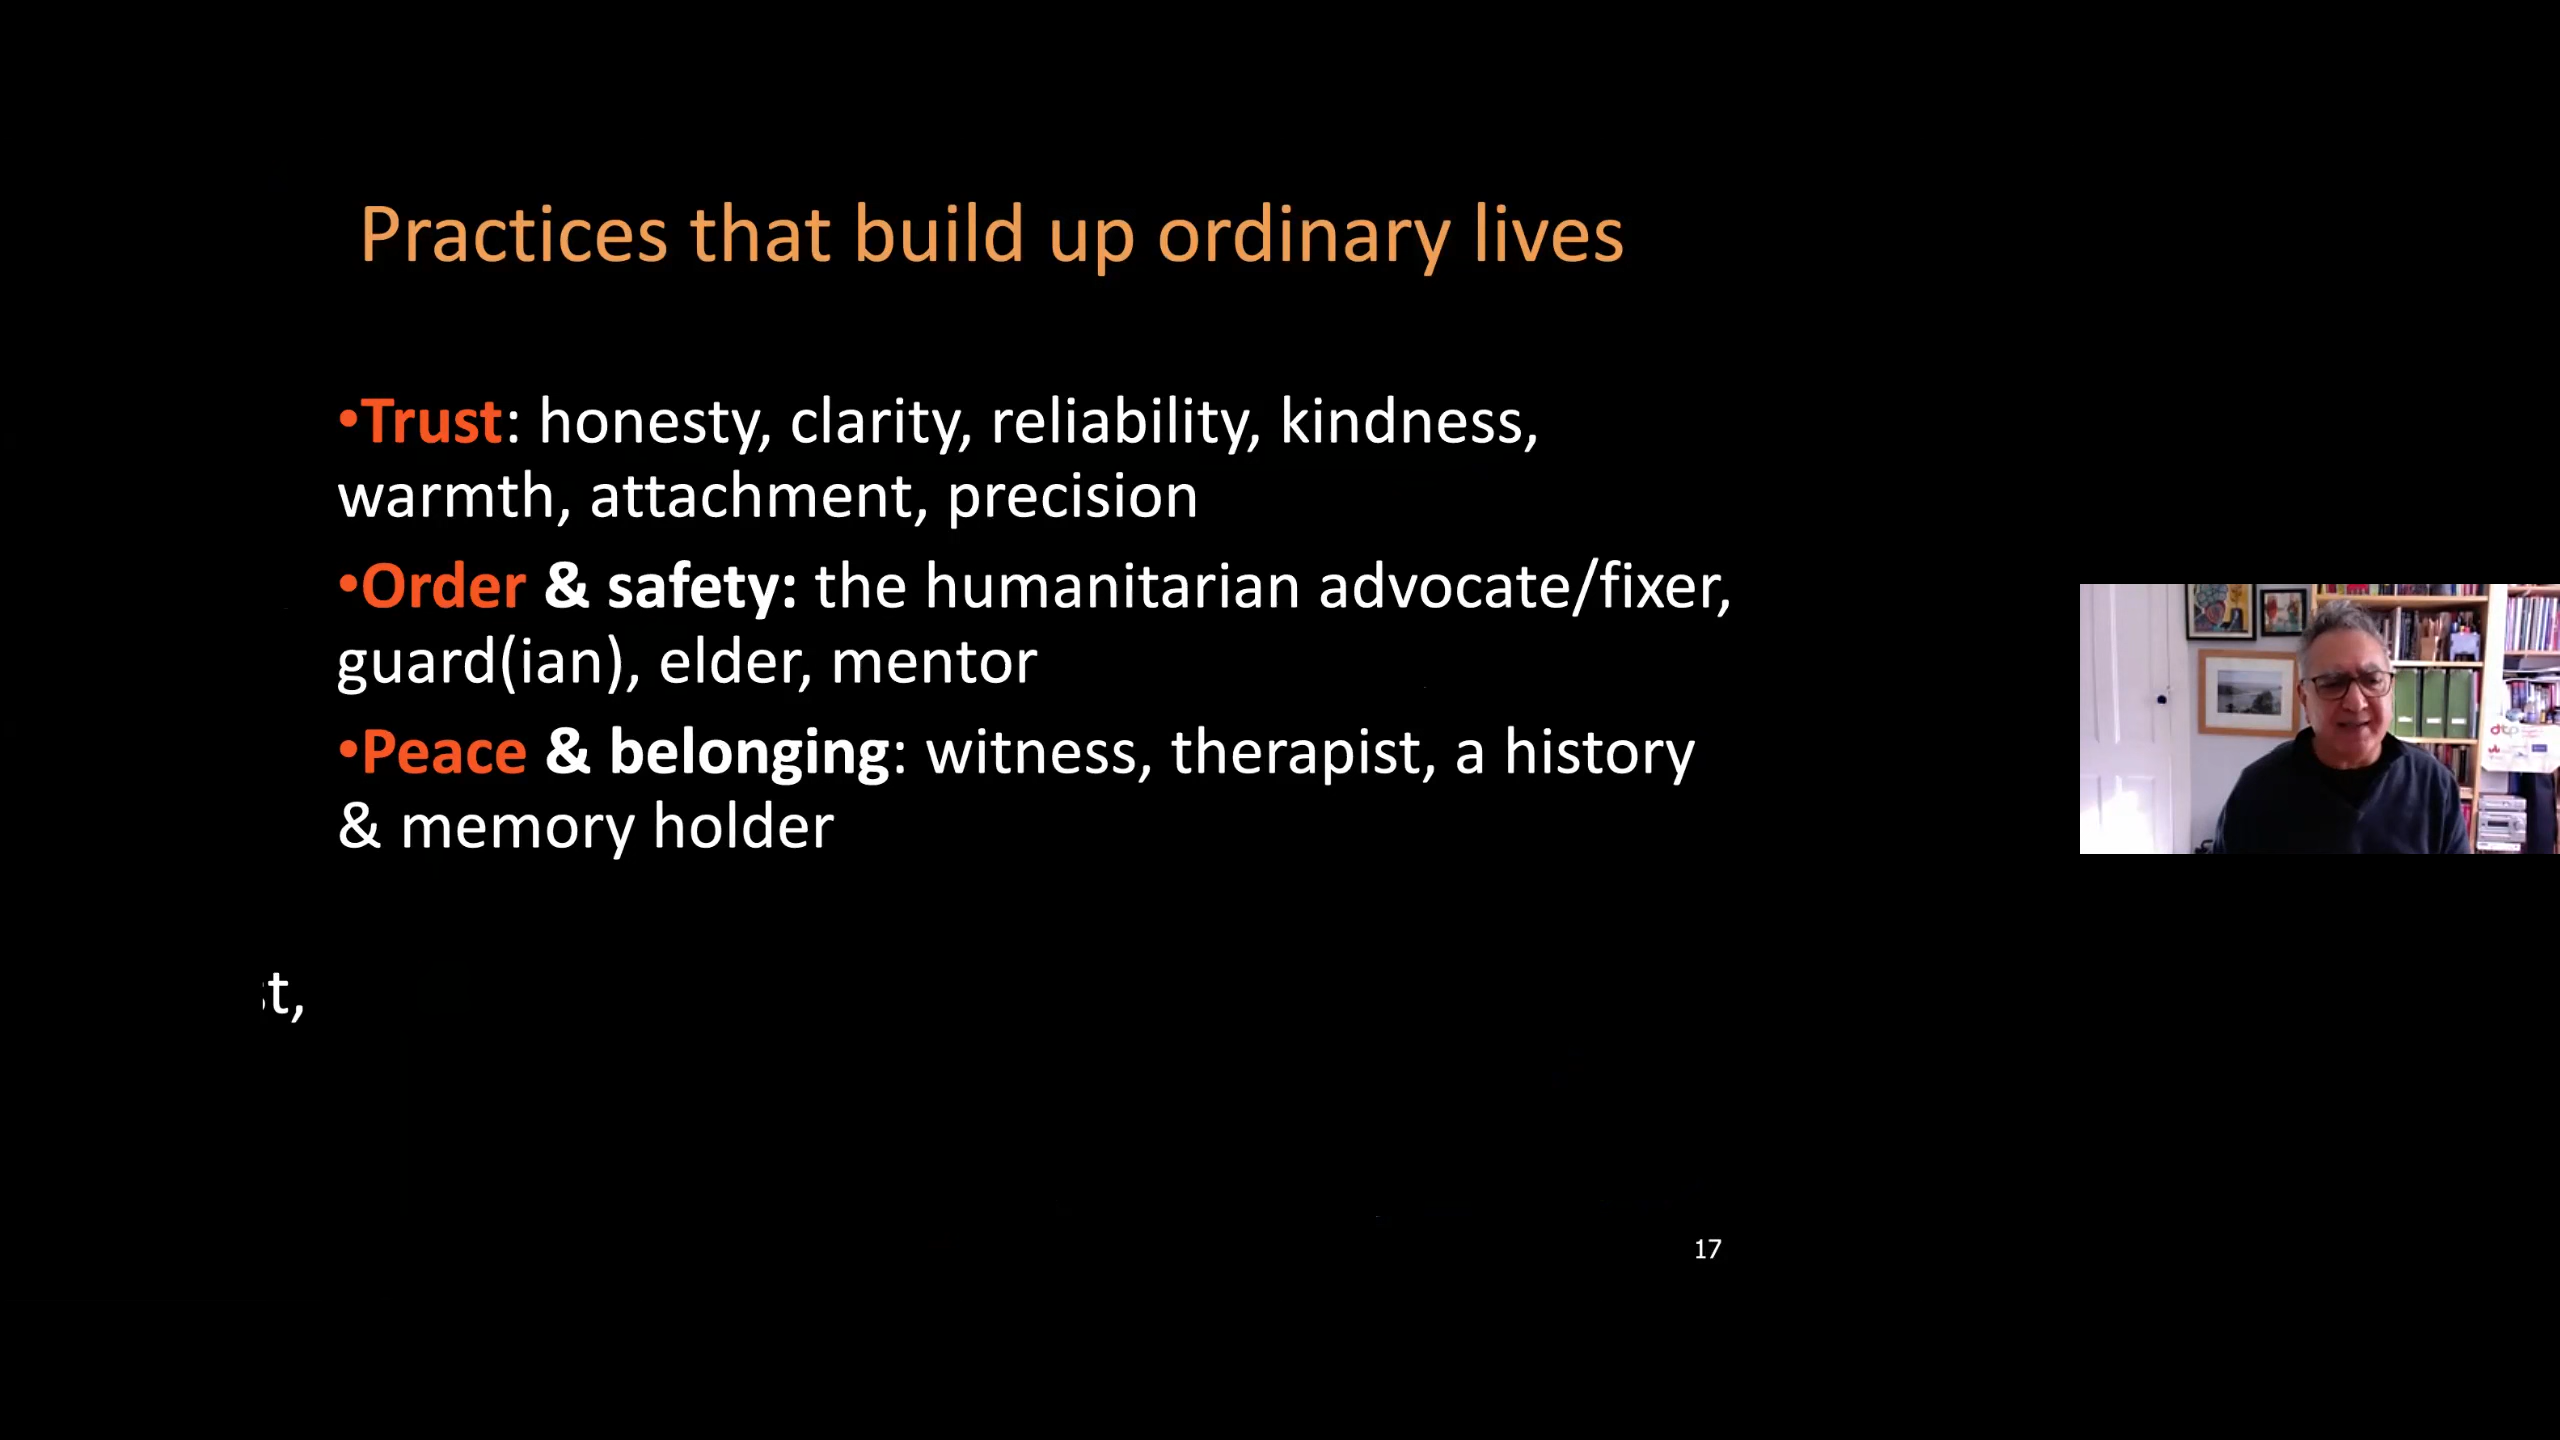 Practices that build up ordinary lives
•Trust: honesty, clarity, reliability, kindness,
warmth, attachment, precision
•Order & safety: the humanitarian advocate/fixer,
guard(ian), elder, mentor
•Peace & belonging: witness, therapist, a history
& memory holder
t,
17
dtp